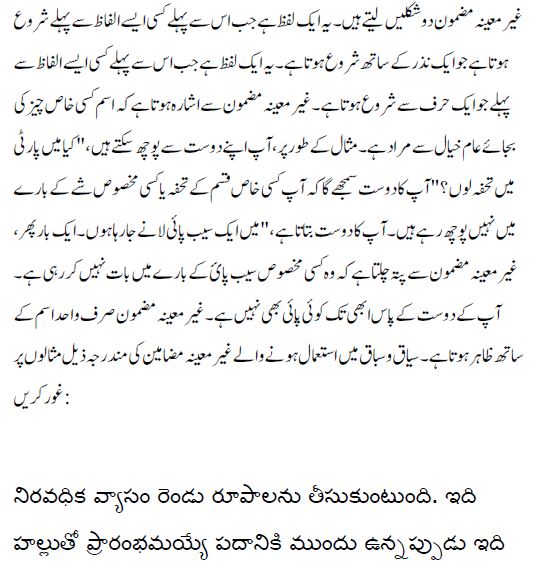 غیر معینہ مضمون دو شکلیں لیتے ہیں۔ یہ ایک لفظ ہے جب اس سے پہلے کسی ایسے الفاظ سے پہلے شروع
ہوتا ہے جو ایک نذر کے ساتھ شروع ہوتا ہے۔ یہ ایک لفظ ہے جب اس سے پہلے کسی ایسے الفاظ سے
پہلے جو ایک حرف سے شروع ہوتا ہے۔ غیر معینہ مضمون سے اشارہ ہوتا ہے کہ اسم کسی خاص چیز کی
بجائے عام خیال سے مراد ہے۔ مثال کے طور پر، آپ اپنے دوست سے پوچھ سکتے ہیں، "کیا میں پارٹی
میں تحفہ لوں؟" آپ کا دوست سمجھے گا کہ آپ کسی خاص قسم کے تحفہ یا کسی مخصوص شے کے بارے
میں نہیں پوچھ رہے ہیں۔ آپ کا دوست بتاتا ہے، "میں ایک سیب پائی لانے جا رہا ہوں۔ ایک بار پھر،
غیر معینہ مضمون سے پتہ چلتا ہے کہ وہ کسی مخصوص سیب پائ کے بارے میں بات نہیں کر رہی ہے۔
آپ کے دوست کے پاس ابھی تک کوئی پائی بھی نہیں ہے۔ غیر معینہ مضمون صرف واحد اسم کے
ساتھ ظاہر ہوتا ہے۔ سیاق و سباق میں استعمال ہونے والے غیر معینہ مضامین کی مندرجہ ذیل مثالوں پر
غور کریں:
నిరవధిక వ్యాసం రెండు రూపాలను తీసుకుంటుంది. ఇది
హల్లుతో ప్రారంభమయ్యే పదానికి ముందు ఉన్నప్పుడు ఇది